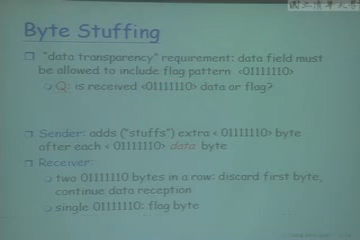 Byte Stuffing
"data transparency" requirement: data field must
be allowed to include flag pattern <01111110>
Q: is received <01111110> data or flag?
Sender: adds ("stuffs") extra < 01111110> byte
after each < 01111110> data byte
Receiver:
two 01111110 bytes in a row: discard first byte,
continue data reception
single 01111110: flag byte